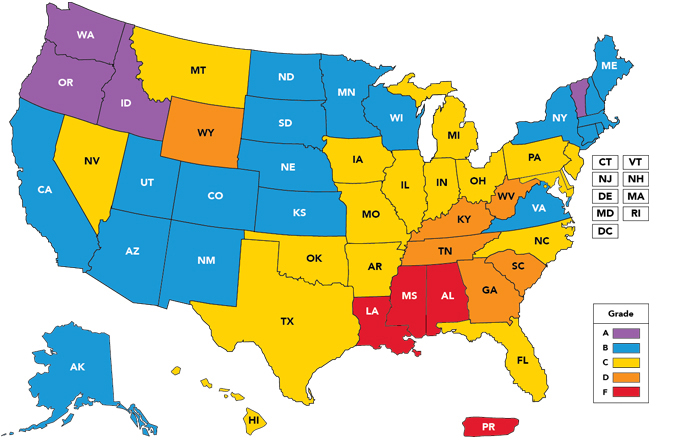 WA
OR
ID
MT
ND
MN
ME
SD
WI
NY
WY
MI
NV
NE
IA
PA
CT VT
CA
UT
CO
IL
IN
OH
NJ NH
KS
MO
WV
VA
DE MA
KY
MD RI
AZ
NM
OK
AR
TN
NC
DC
SC
MS
AL
GA
LA
TX
Grade
A
B
C
D
F
FL
AK
HI
PR